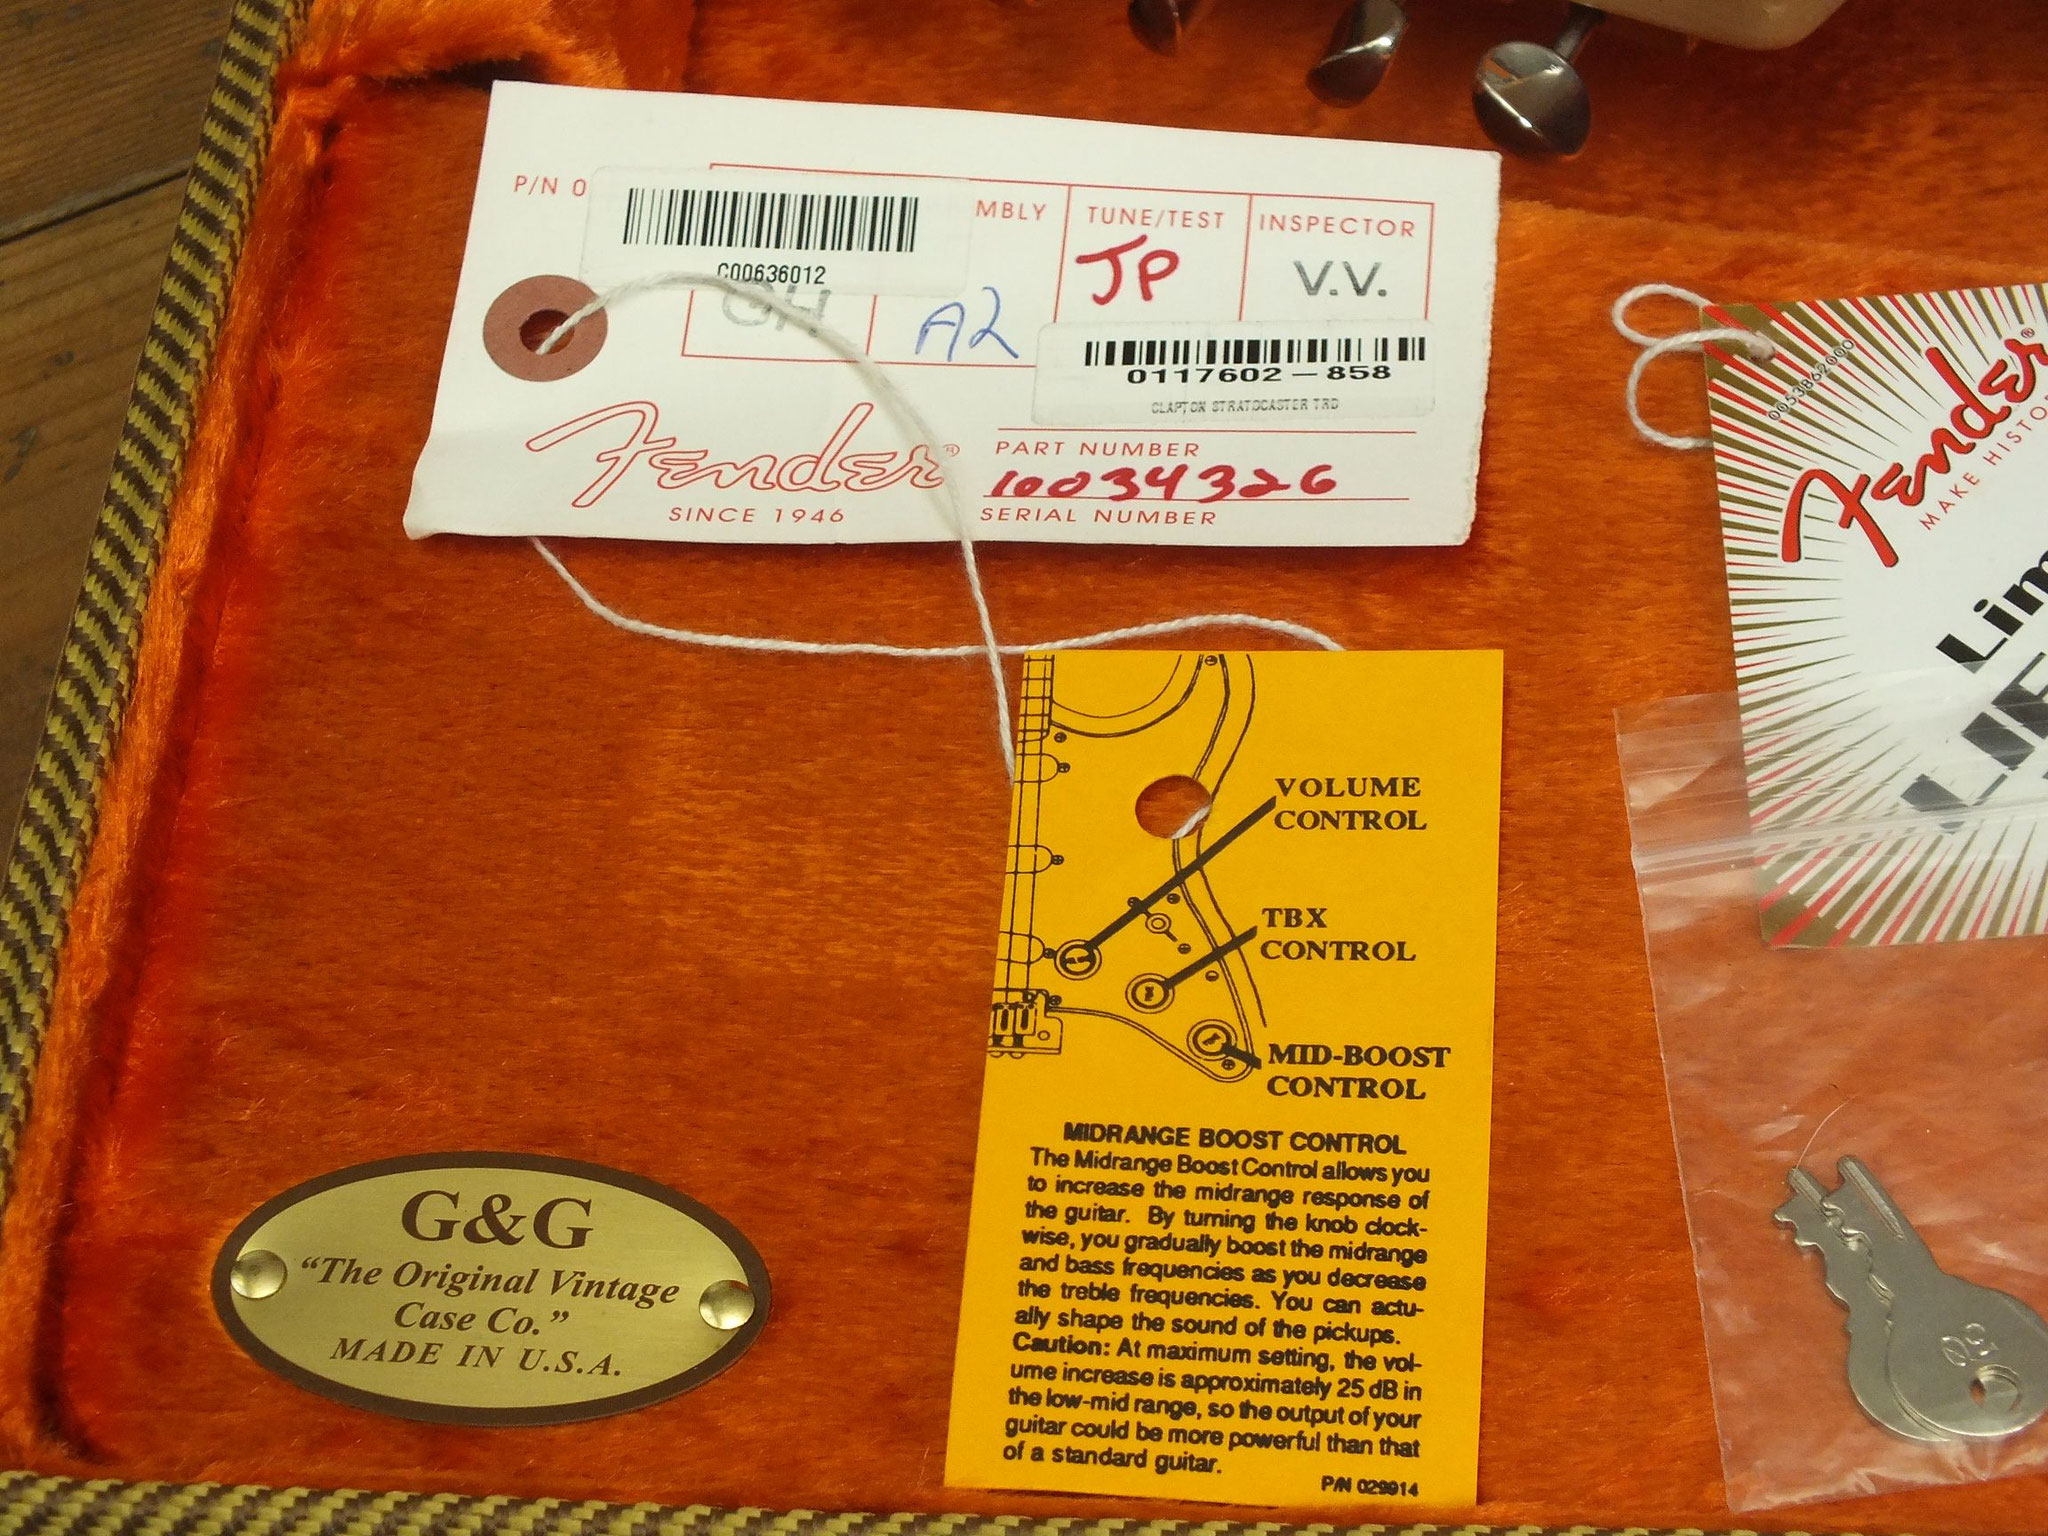 P/N 0
MBLY
TUNE/TEST
INSPECTOR
C00636012
GH
A2
JP
V.V.
0117602-858
CLAPTON STRATOCASTER TRD
Fender®
SINCE 1946
PART NUMBER
10034326
SERIAL NUMBER
0053862000
Fender®
MAKE HISTO
Lim
VOLUME
CONTROL
TBX
CONTROL
MID-BOOST
CONTROL
MIDRANGE BOOST CONTROL
The Midrange Boost Control allows you
to increase the midrange response of
the guitar. By turning the knob clock-
wise, you gradually boost the midrange
and bass frequencies as you decrease
the treble frequencies. You can actu-
ally shape the sound of the pickups.
Caution: At maximum setting, the vol-
ume increase is approximately 25 dB in
the low-mid range, so the output of your
guitar could be more powerful than that
of a standard guitar.
P/N 029914
G&G
"The Original Vintage
Case Co."
MADE IN U.S.A.
50